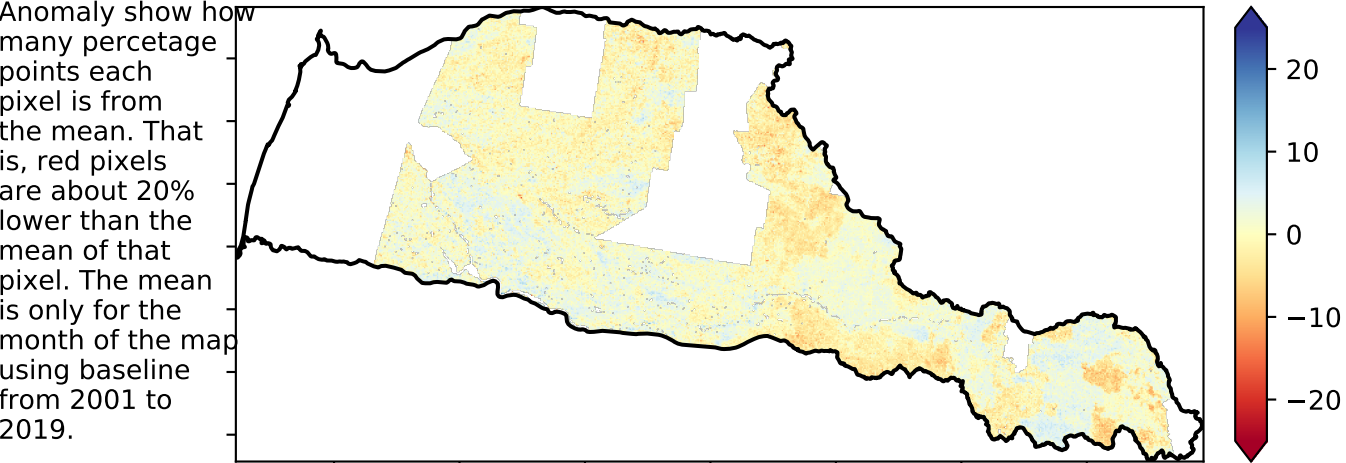 Anomaly show how
many percetage
points each
pixel is from
the mean. That
is, red pixels
are about 20%
lower than the
mean of that
pixel. The mean
is only for the
month of the map
using baseline
from 2001 to
2019.
20
10
0
−10
−20